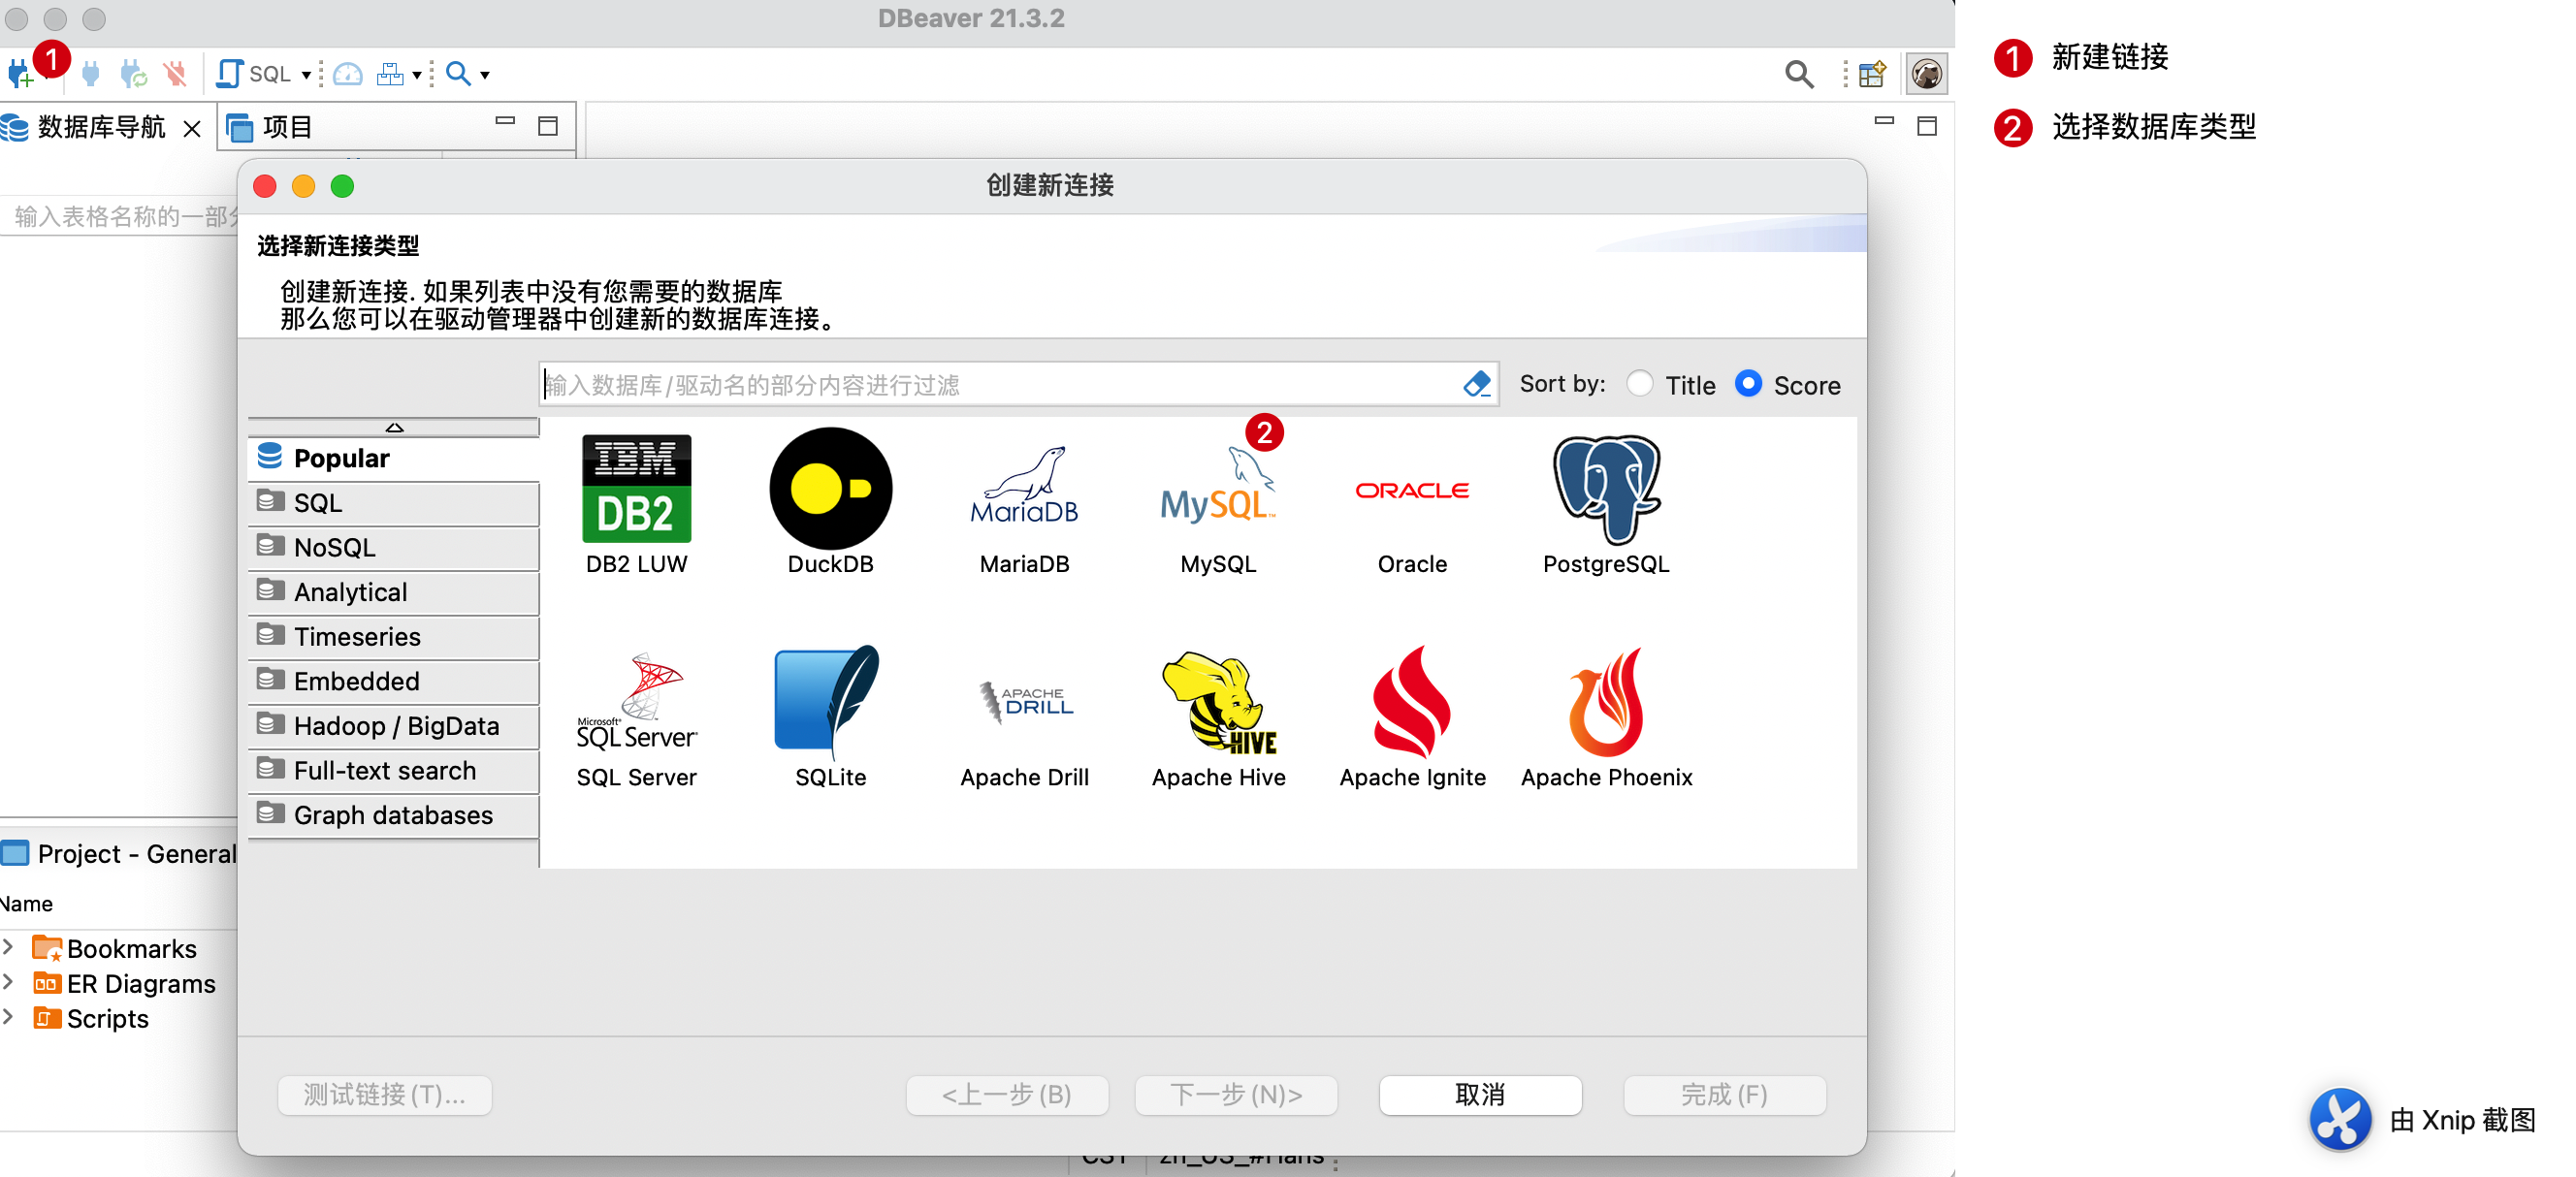 DBeaver 21.3.2
1
SQL
1 新建链接
数据库导航
项目
2 选择数据库类型
创建新连接
输入表格名称的一部分
选择新连接类型
创建新连接. 如果列表中没有您需要的数据库
那么您可以在驱动管理器中创建新的数据库连接。
输入数据库/驱动名的部分内容进行过滤
Sort by:
Title
Score
Popular
SQL
NoSQL
Analytical
Timeseries
Embedded
Hadoop / BigData
Full-text search
Graph databases
2
IBM
DB2
MariaDB
MySQL™
ORACLE
DB2 LUW
DuckDB
MariaDB
MySQL
Oracle
PostgreSQL
Microsoft®
SQL Server®
APACHE
DRILL
HIVE
SQL Server
SQLite
Apache Drill
Apache Hive
Apache Ignite
Apache Phoenix
Project - General
Name
Bookmarks
ER Diagrams
Scripts
测试链接(T)...
<上一步(B)
下一步(N)>
取消
完成(F)
由 Xnip 截图
CST
zh_US_#Hans